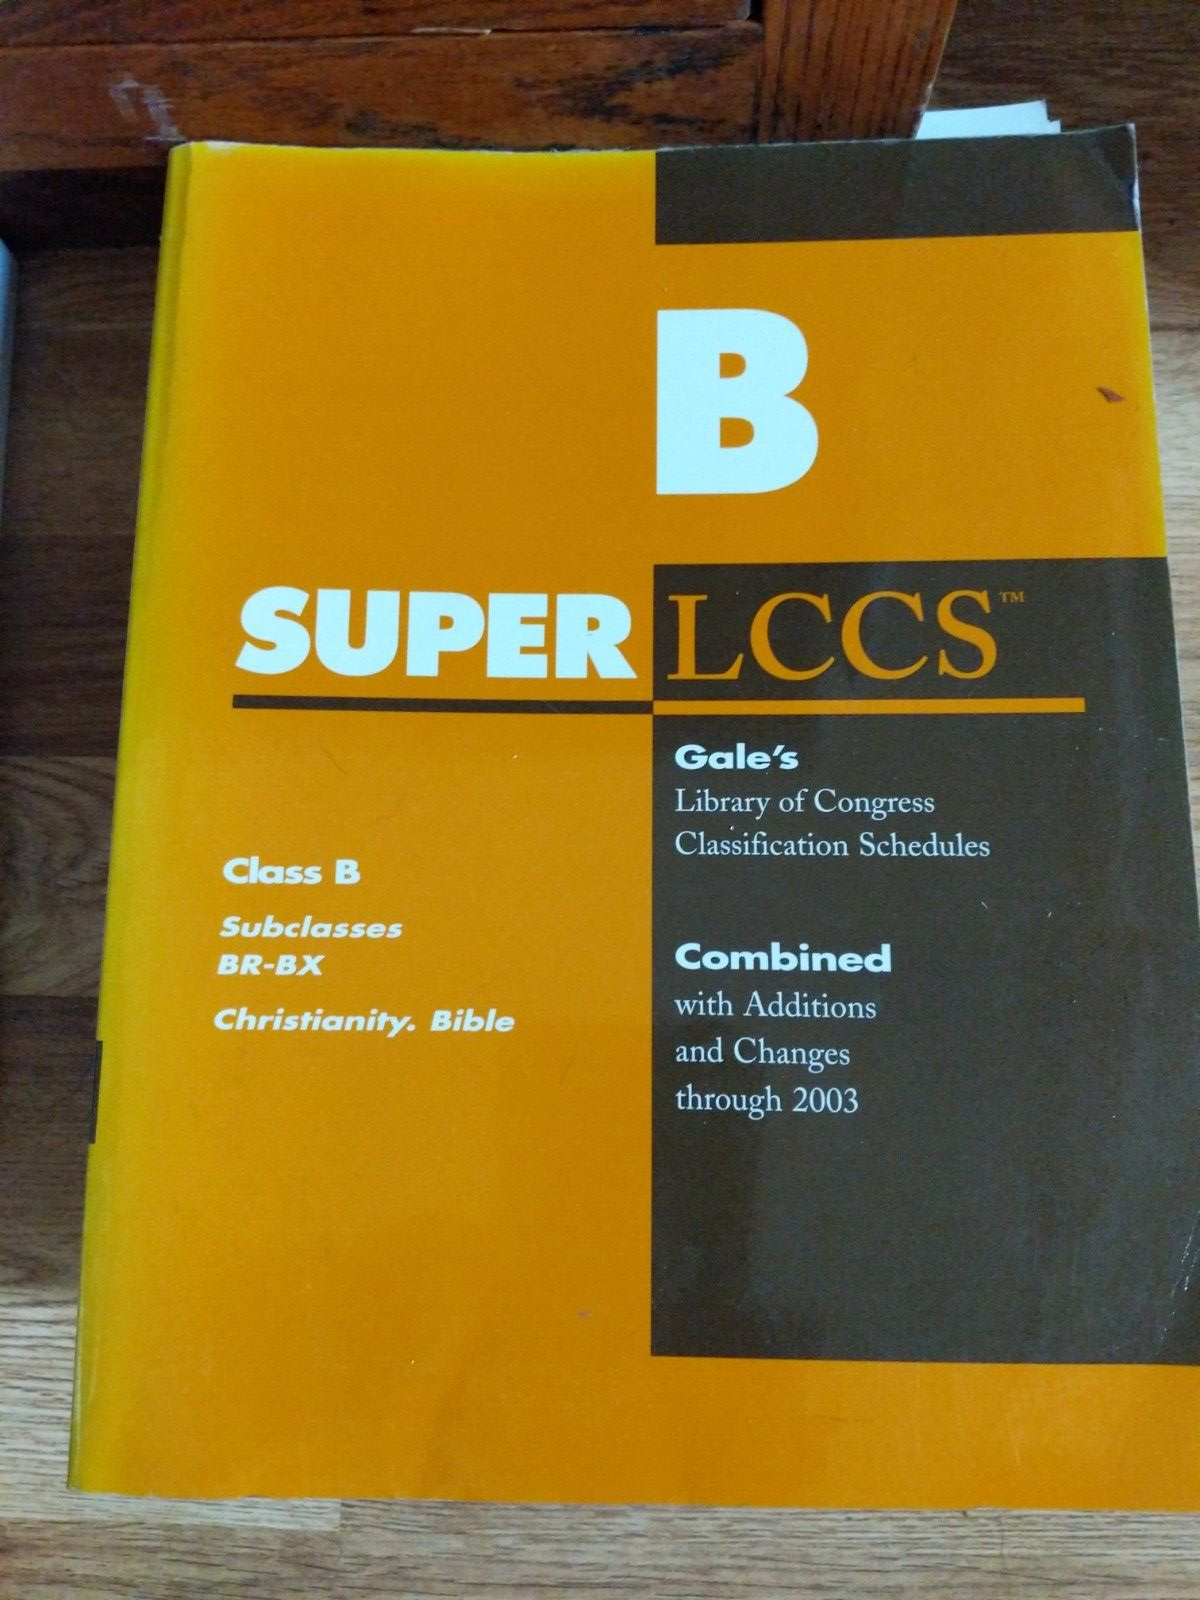 B
SUPER LCCS™
Gale's
Library of Congress
Classification Schedules
Class B
Subclasses
BR-BX
Christianity. Bible
Combined
with Additions
and Changes
through 2003